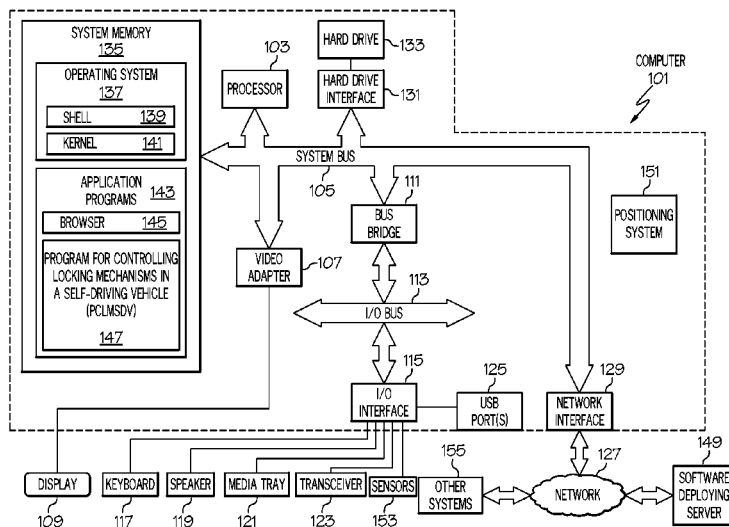 SYSTEM MEMORY
135
OPERATING SYSTEM
137
SHELL 139
KERNEL 141
APPLICATION
PROGRAMS 143
BROWSER 145
PROGRAM FOR CONTROLLING
LOCKING MECHANISMS IN
A SELF-DRIVING VEHICLE
(PCLMSDV)
147
103
PROCESSOR
HARD DRIVE
133
HARD DRIVE
INTERFACE
131
COMPUTER
101
SYSTEM BUS
105
111
BUS
BRIDGE
151
POSITIONING
SYSTEM
VIDEO
ADAPTER
107
113
I/O BUS
115
I/O
INTERFACE
125
USB
PORT(S)
129
NETWORK
INTERFACE
DISPLAY
109
KEYBOARD
117
SPEAKER
119
MEDIA TRAY
121
TRANSCEIVER
123
SENSORS
153
155
OTHER
SYSTEMS
127
NETWORK
149
SOFTWARE
DEPLOYING
SERVER